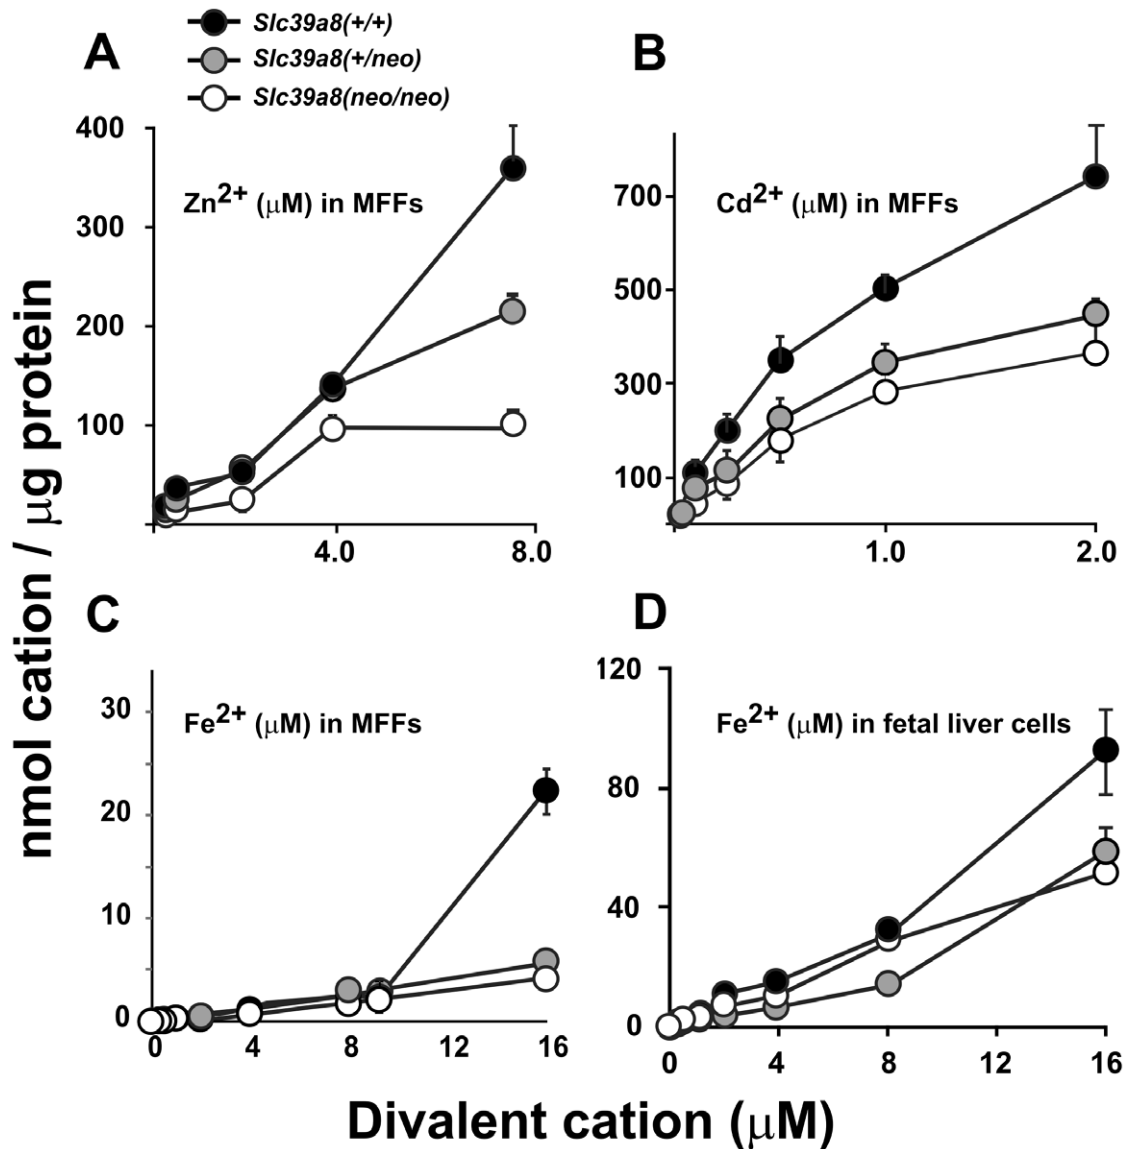 A
Slc39a8(+/+)
Slc39a8(+/neo)
Slc39a8(neo/neo)
B
400
300
200
100
4.0
8.0
Zn2+ (μM) in MFFs
700
500
300
100
1.0
2.0
Cd2+ (μM) in MFFs
nmol cation / μg protein
C
30
20
10
0
0
4
8
12
16
Fe2+ (μM) in MFFs
D
120
80
40
0
0
4
8
12
16
Fe2+ (μM) in fetal liver cells
Divalent cation (μM)